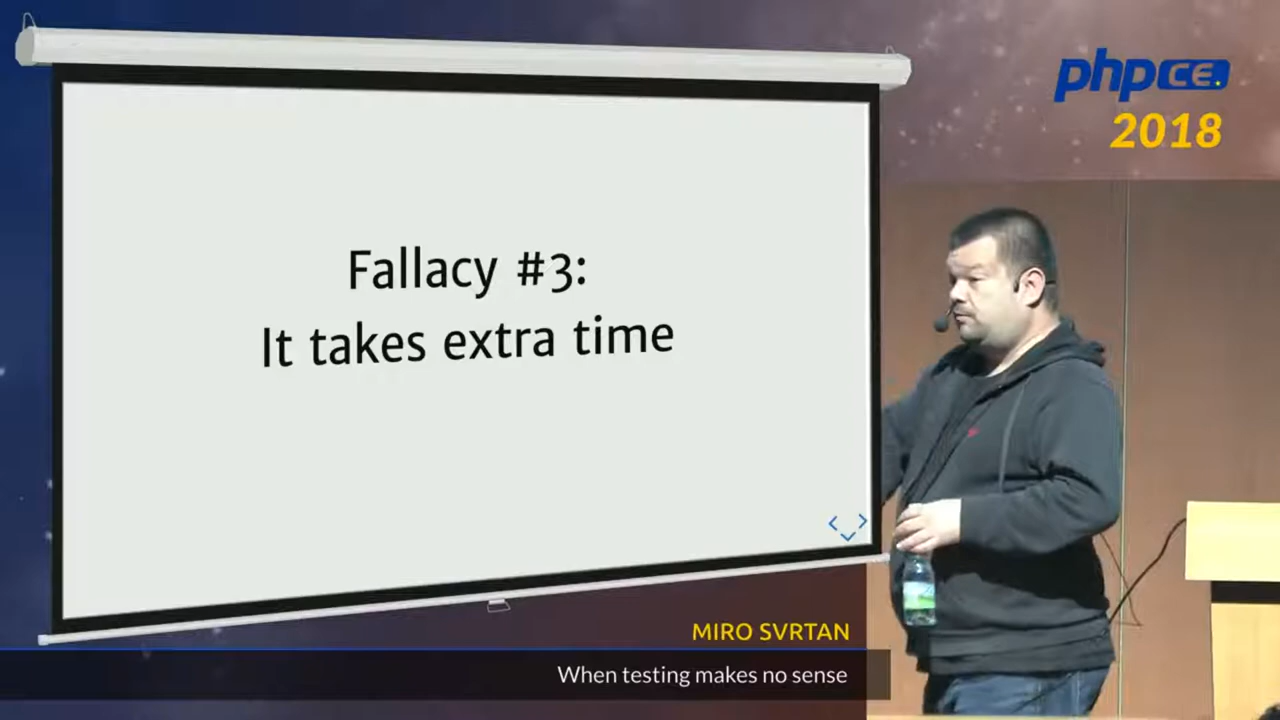 phpCE.
2018
Fallacy #3:
It takes extra time
MIRO SVRTAN
When testing makes no sense